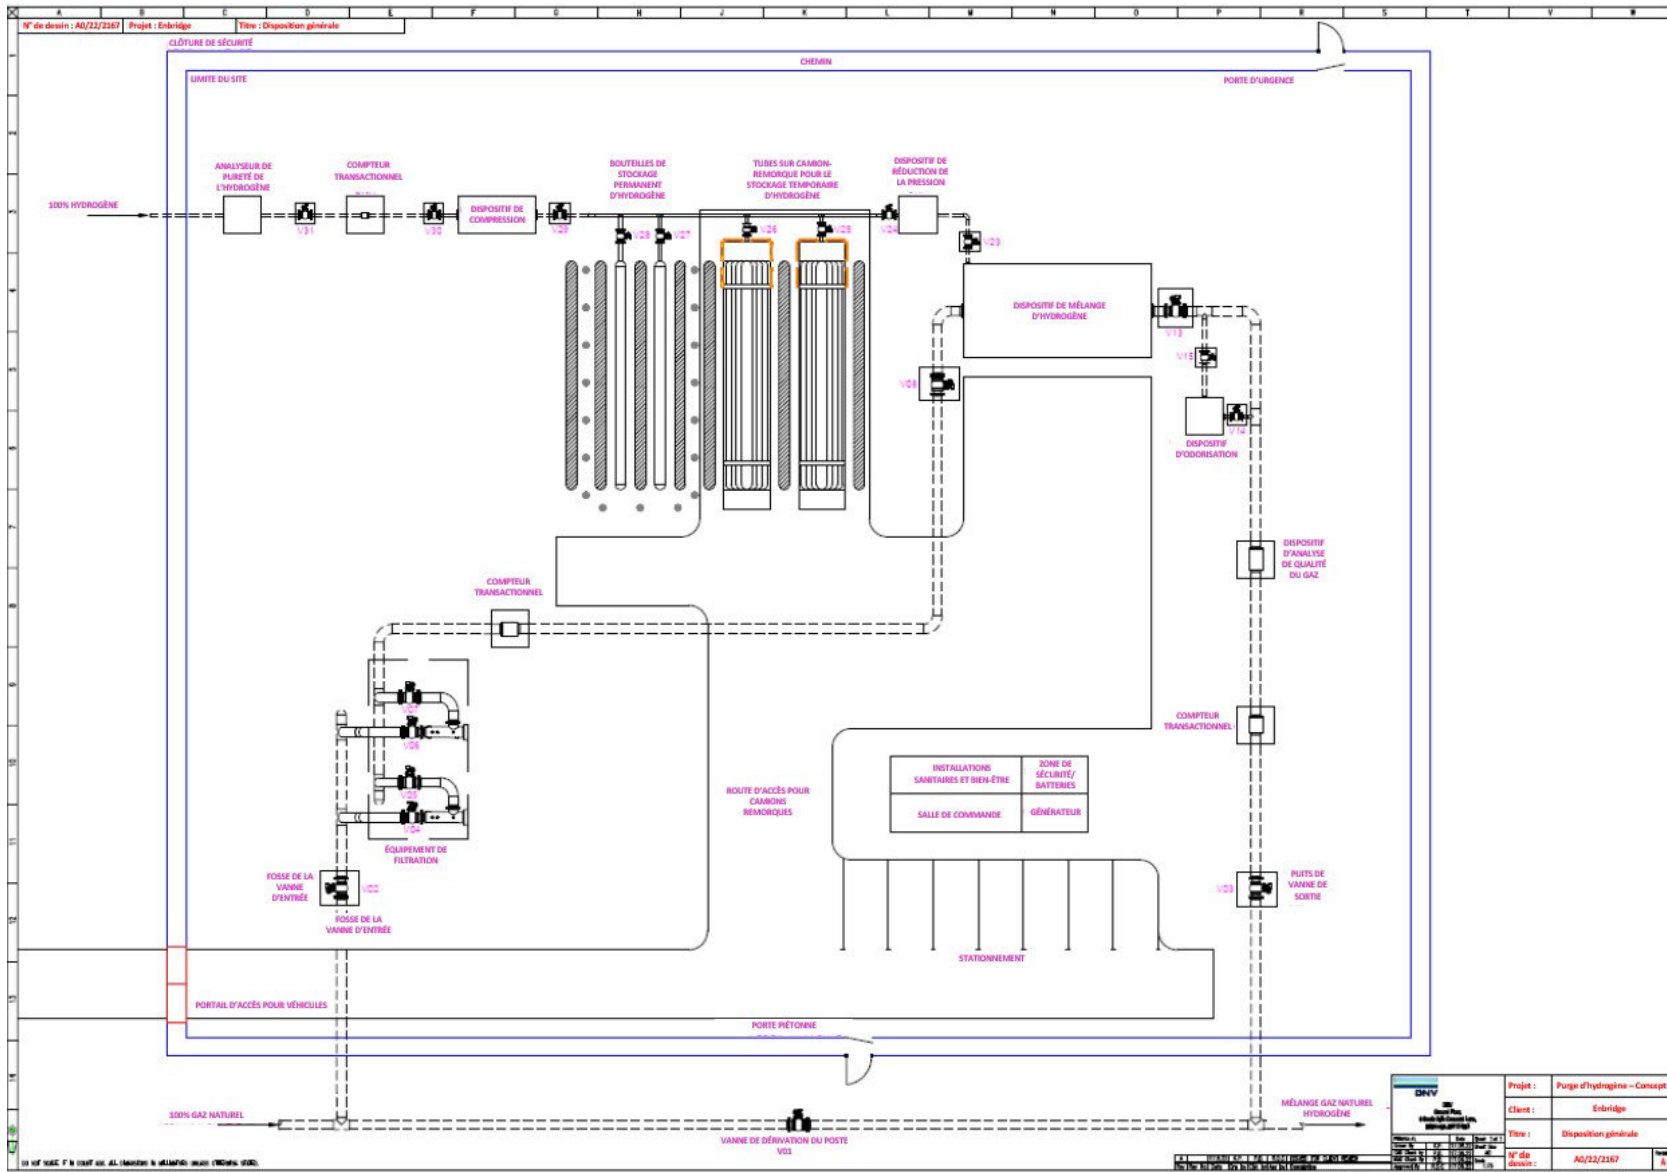 N° de dessin : A0/22/2167 Projet : Enbridge Titre : Disposition générale
CLÔTURE DE SÉCURITÉ
CHEMIN
LIMITE DU SITE
PORTE D'URGENCE
ANALYSEUR DE
PURETÉ DE
L'HYDROGÈNE
COMPTEUR
TRANSACTIONNEL
BOUTEILLES DE
STOCKAGE
PERMANENT
D'HYDROGÈNE
TUBES SUR CAMION-
REMORQUE POUR LE
STOCKAGE TEMPORAIRE
D'HYDROGÈNE
DISPOSITIF DE
RÉDUCTION DE
LA PRESSION
100% HYDROGÈNE
DISPOSITIF DE
COMPRESSION
V31
V30
V29
V28
V27
V26
V25
V24
V23
DISPOSITIF DE MÉLANGE
D'HYDROGÈNE
V13
V15
V08
V14
DISPOSITIF
D'ODORISATION
DISPOSITIF
D'ANALYSE
DE QUALITÉ
DU GAZ
COMPTEUR
TRANSACTIONNEL
V07
V06
V05
V04
ÉQUIPEMENT DE
FILTRATION
COMPTEUR
TRANSACTIONNEL
ROUTE D'ACCÈS POUR
CAMIONS
REMORQUES
INSTALLATIONS
SANITAIRES ET BIEN-ÊTRE
ZONE DE
SÉCURITÉ/
BATTERIES
SALLE DE COMMANDE
GÉNÉRATEUR
FOSSE DE LA
VANNE
D'ENTRÉE
V02
FOSSE DE LA
VANNE D'ENTRÉE
V03
PUITS DE
VANNE DE
SORTIE
STATIONNEMENT
PORTAIL D'ACCÈS POUR VÉHICULES
PORTE PIÉTONNE
100% GAZ NATUREL
VANNE DE DÉRIVATION DU POSTE
V01
MÉLANGE GAZ NATUREL
HYDROGÈNE
DNV
Projet : Purge d'hydrogène – Concept
Client : Enbridge
Titre : Disposition générale
N° de
dessin : A0/22/2167